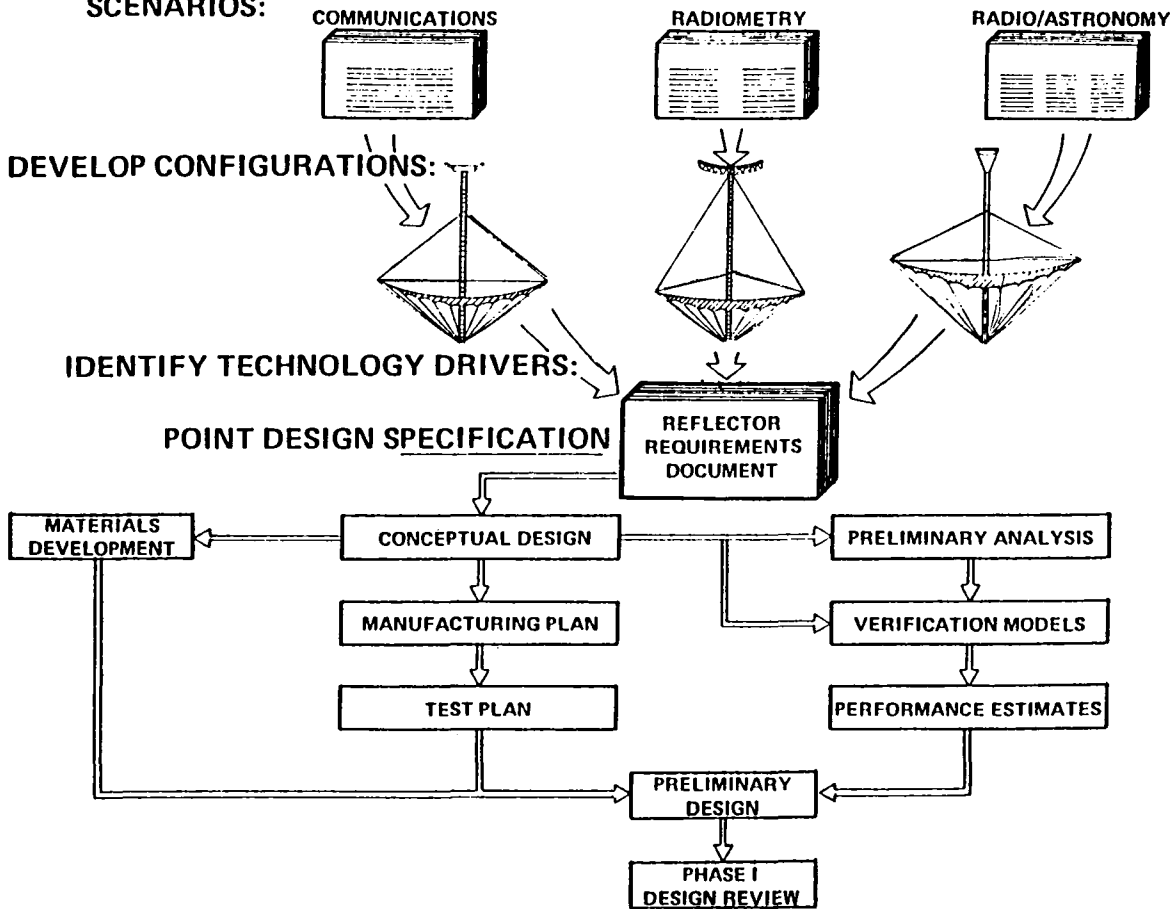 SCENARIOS:
COMMUNICATIONS
RADIOMETRY
RADIO/ASTRONOMY
DEVELOP CONFIGURATIONS:
IDENTIFY TECHNOLOGY DRIVERS:
POINT DESIGN SPECIFICATION
REFLECTOR
REQUIREMENTS
DOCUMENT
MATERIALS
DEVELOPMENT
CONCEPTUAL DESIGN
PRELIMINARY ANALYSIS
MANUFACTURING PLAN
VERIFICATION MODELS
TEST PLAN
PERFORMANCE ESTIMATES
PRELIMINARY
DESIGN
PHASE I
DESIGN REVIEW